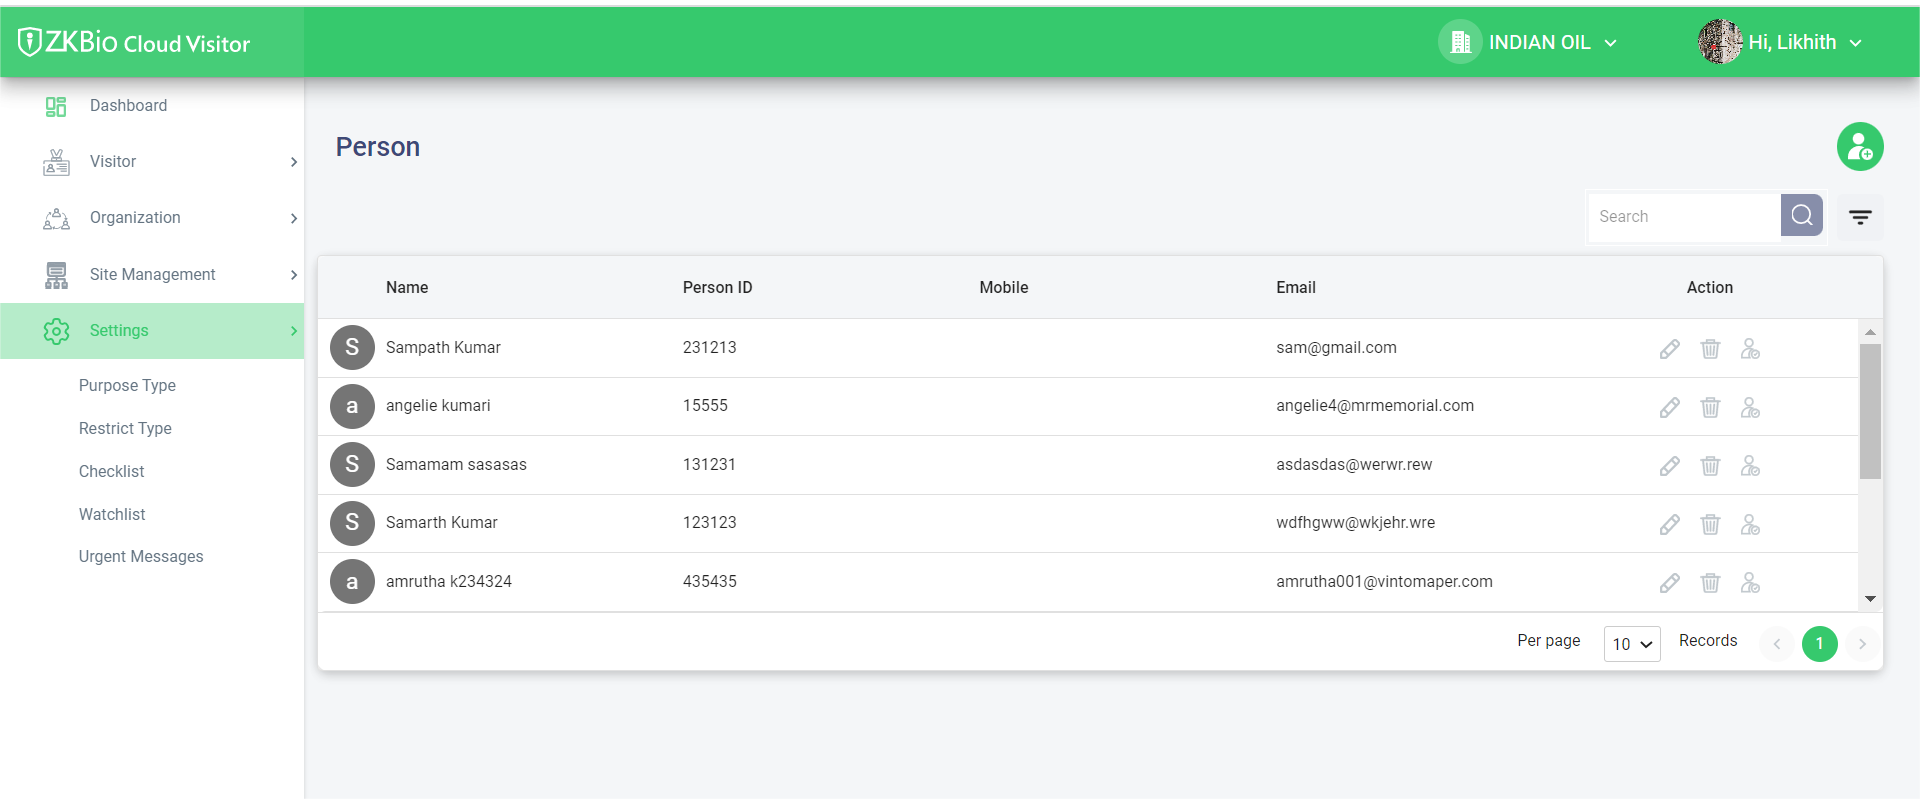 ZKBio Cloud Visitor
INDIAN OIL
Hi, Likhith
Dashboard
Visitor
Organization
Site Management
Settings
Purpose Type
Restrict Type
Checklist
Watchlist
Urgent Messages
Person
Search
Name Person ID Mobile Email Action
S Sampath Kumar 231213 sam@gmail.com
a angelie kumari 15555 angelie4@mrmemorial.com
S Samamam sasasas 131231 asdasdas@werwr.rew
S Samarth Kumar 123123 wdfhgww@wkjehr.wre
a amrutha k234324 435435 amrutha001@vintomaper.com
Per page 10 Records 1